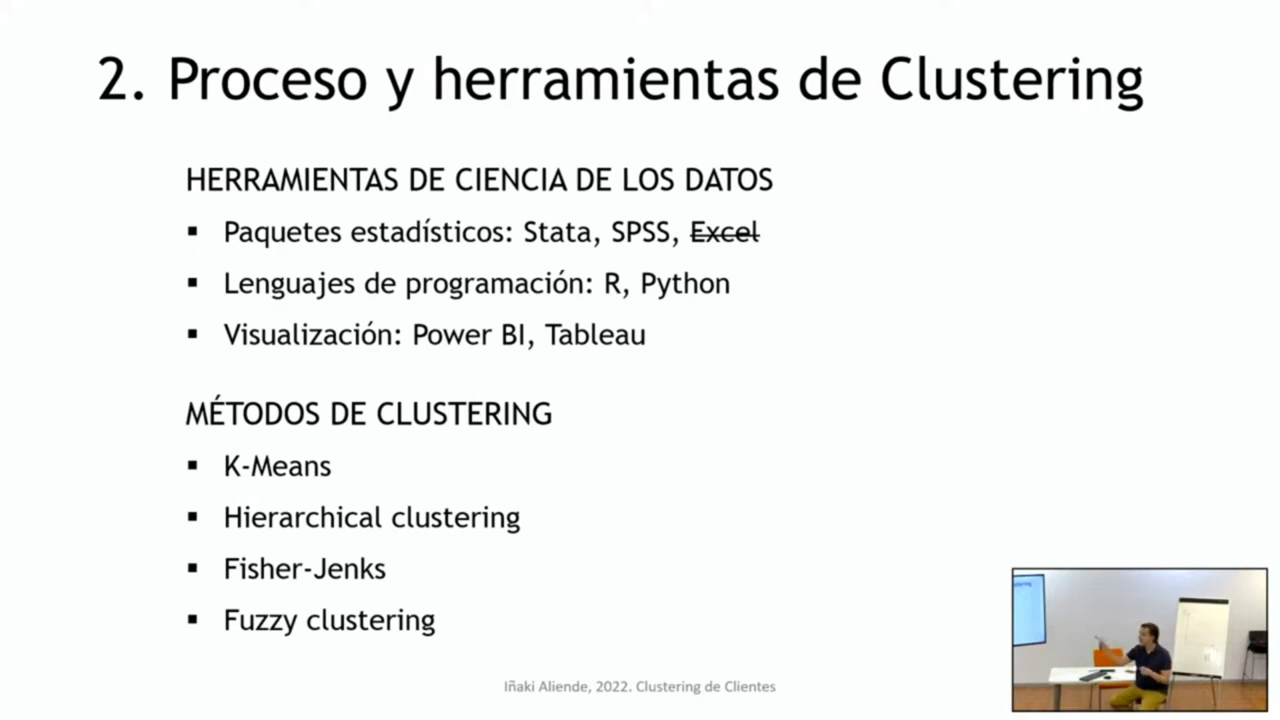 2. Proceso y herramientas de Clustering
HERRAMIENTAS DE CIENCIA DE LOS DATOS
▪ Paquetes estadísticos: Stata, SPSS, Excel
▪ Lenguajes de programación: R, Python
▪ Visualización: Power BI, Tableau
MÉTODOS DE CLUSTERING
▪ K-Means
▪ Hierarchical clustering
▪ Fisher-Jenks
▪ Fuzzy clustering
Iñaki Aliende, 2022. Clustering de Clientes